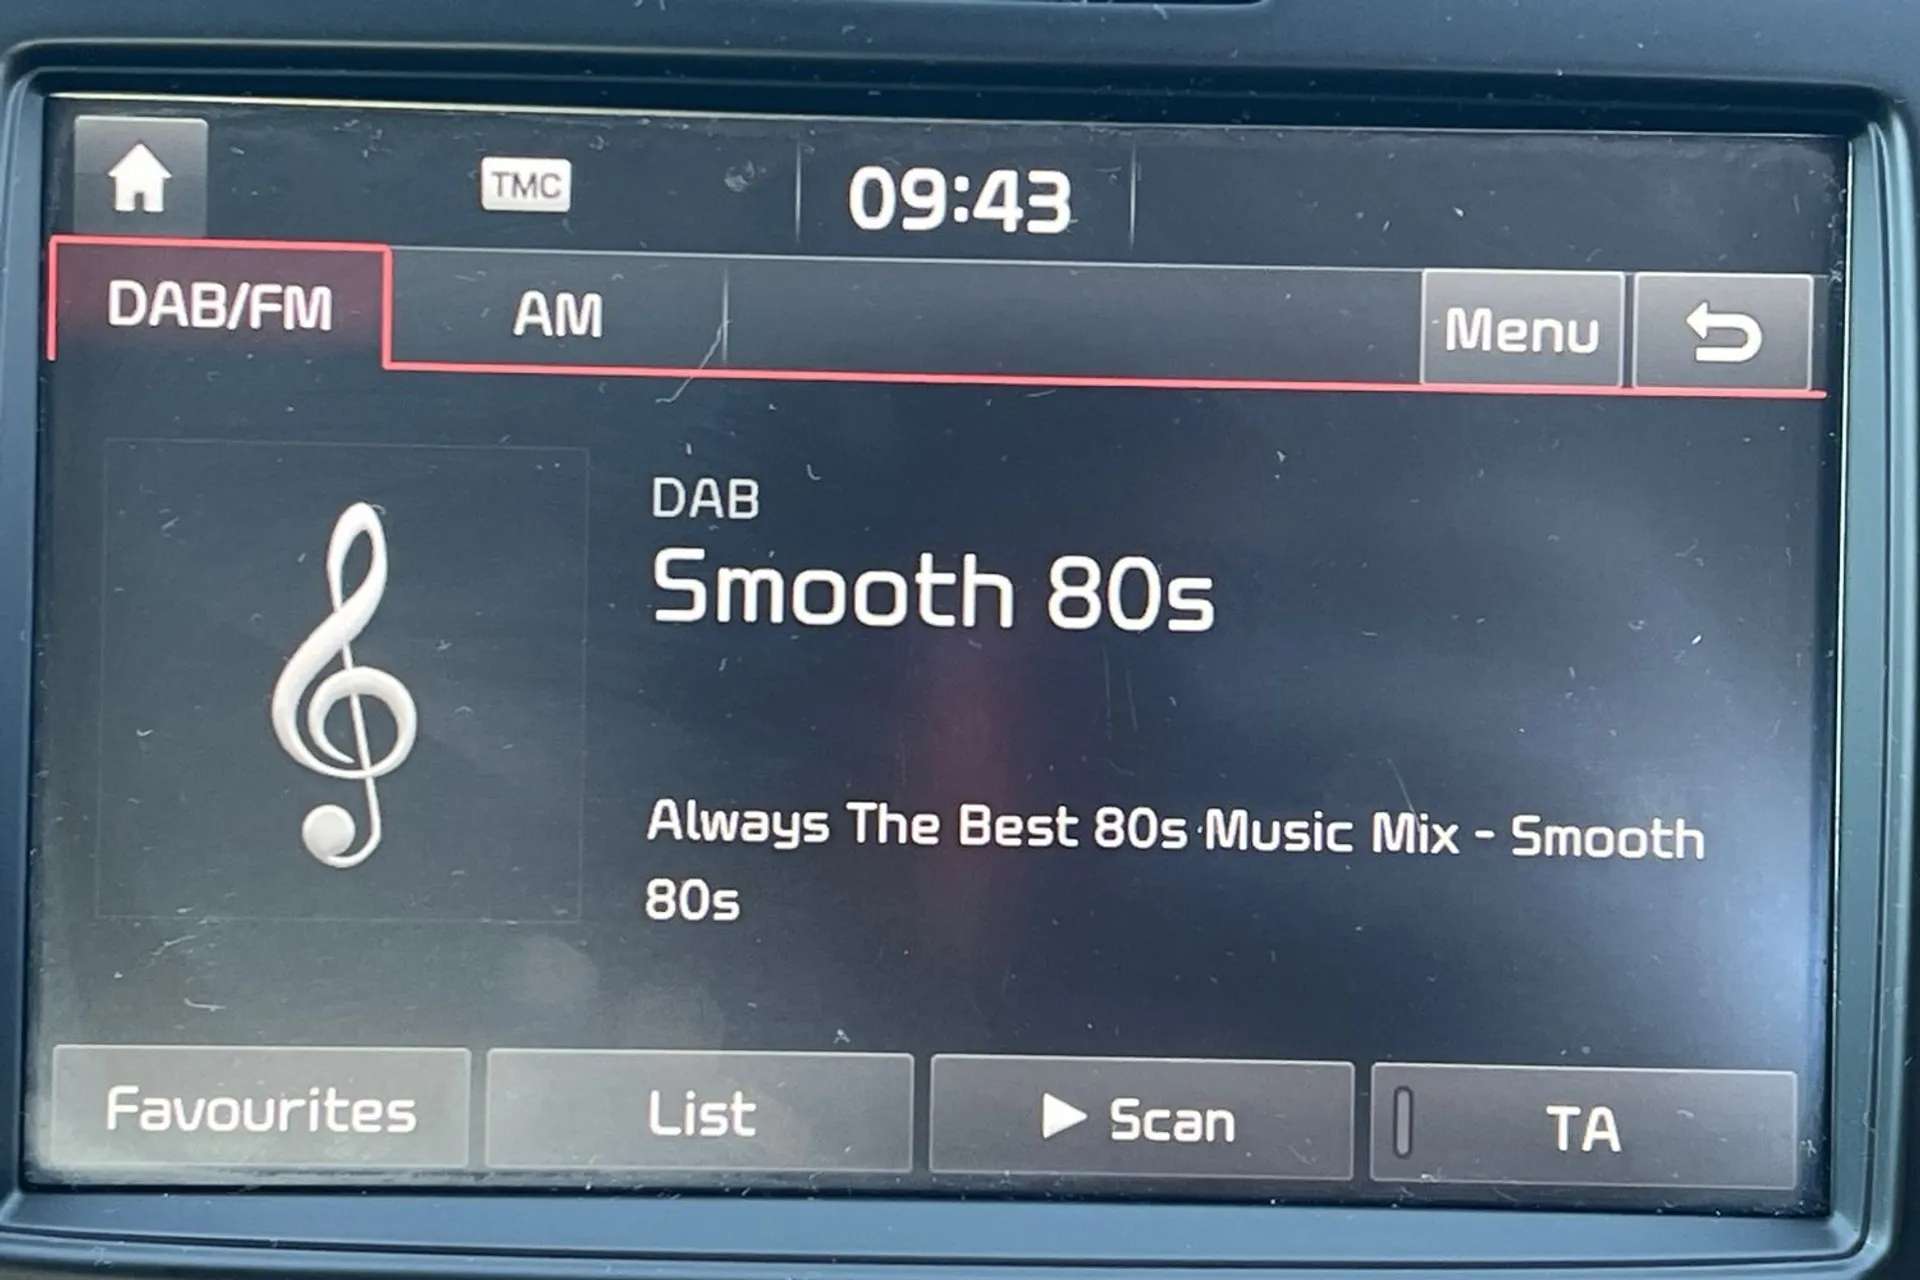 TMC
09:43
DAB/FM
AM
Menu
DAB
Smooth 80s
Always The Best 80s Music Mix - Smooth
80s
Favourites
List
Scan
TA